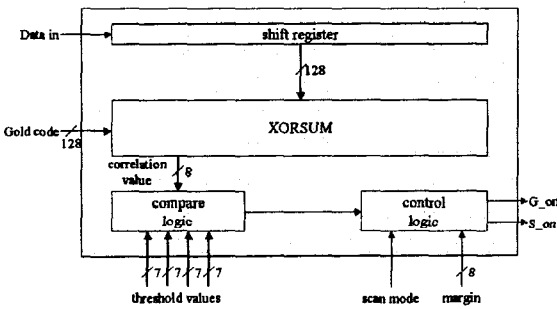 Data in
shift register
128
XORSUM
Gold code
128
correlation
value
8
compare
logic
control
logic
G_on
S_on
7 7 7 7
8
threshold values
scan mode
margin